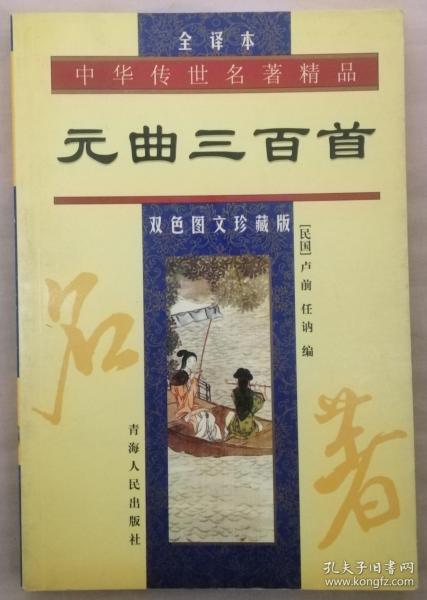 全译本
中华传世名著精品
元曲三百首
双色图文珍藏版
[民国]卢前 任讷 编
名著
青海人民出版社
孔夫子旧书网
www.kongfz.com